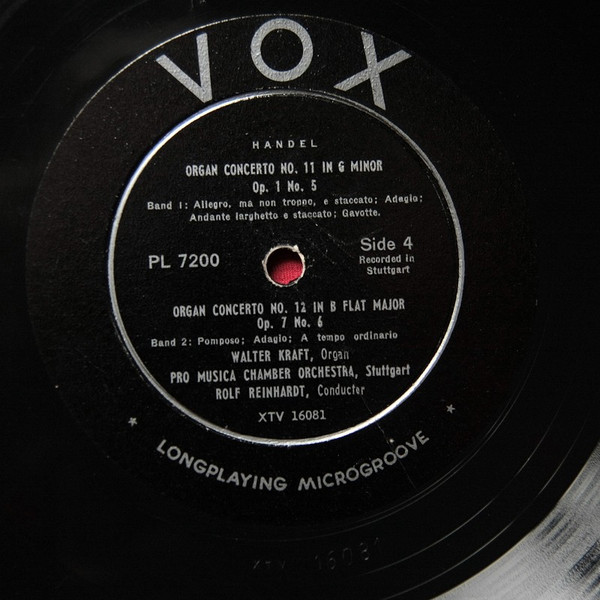 VOX
HANDEL
ORGAN CONCERTO NO. 11 IN G MINOR
Op. 1 No. 5
Band 1: Allegro, ma non troppo, e staccato; Adagio;
Andante larghetto e staccato; Gavotte.
PL 7200
Side 4
Recorded in
Stuttgart
ORGAN CONCERTO NO. 12 IN B FLAT MAJOR
Op. 7 No. 6
Band 2: Pomposo; Adagio; A tempo ordinario
WALTER KRAFT, Organ
PRO MUSICA CHAMBER ORCHESTRA, Stuttgart
ROLF REINHARDT, Conductor
XTV 16081
LONGPLAYING MICROGROOVE
XTV 16081